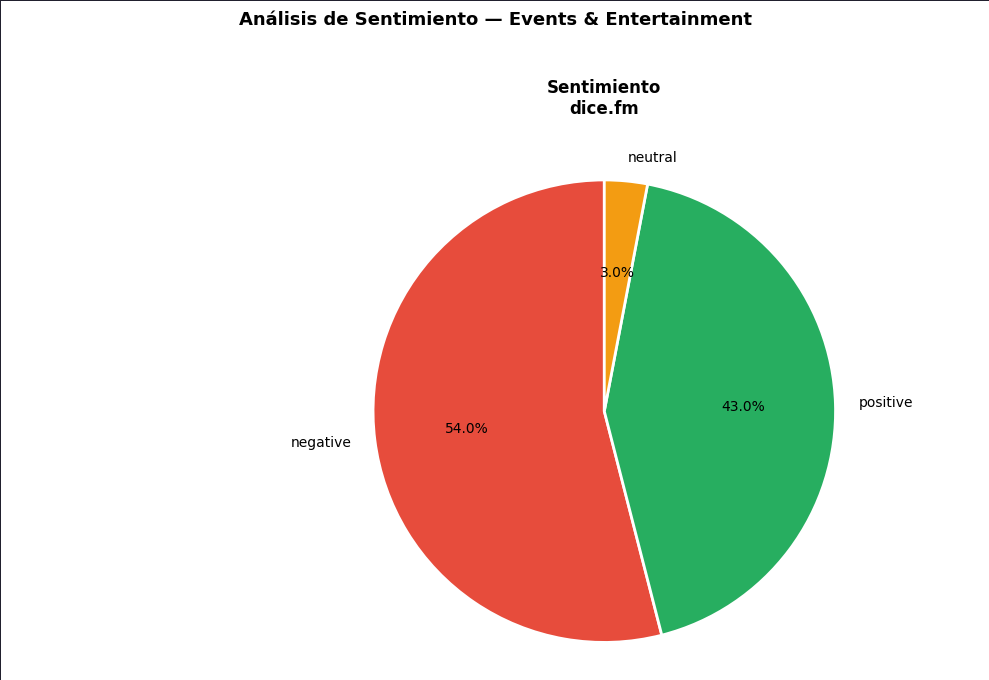 Análisis de Sentimiento — Events & Entertainment
Sentimiento
dice.fm
neutral
3.0%
positive
43.0%
54.0%
negative